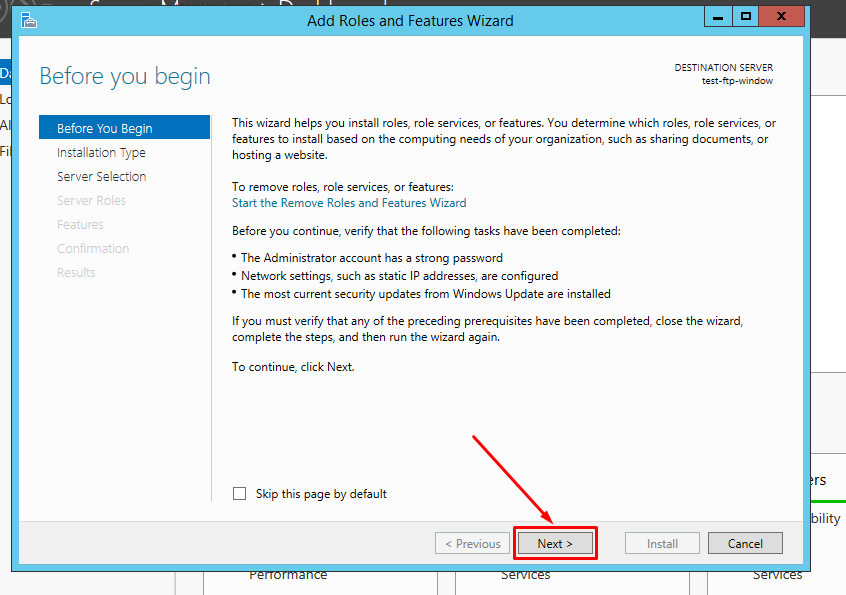 Add Roles and Features Wizard
Before you begin
DESTINATION SERVER
test-ftp-window
Before You Begin
Installation Type
Server Selection
Server Roles
Features
Confirmation
Results
This wizard helps you install roles, role services, or features. You determine which roles, role services, or
features to install based on the computing needs of your organization, such as sharing documents, or
hosting a website.
To remove roles, role services, or features:
Start the Remove Roles and Features Wizard
Before you continue, verify that the following tasks have been completed:
• The Administrator account has a strong password
• Network settings, such as static IP addresses, are configured
• The most current security updates from Windows Update are installed
If you must verify that any of the preceding prerequisites have been completed, close the wizard,
complete the steps, and then run the wizard again.
To continue, click Next.
Skip this page by default
< Previous
Next >
Install
Cancel
Performance
Services
Services